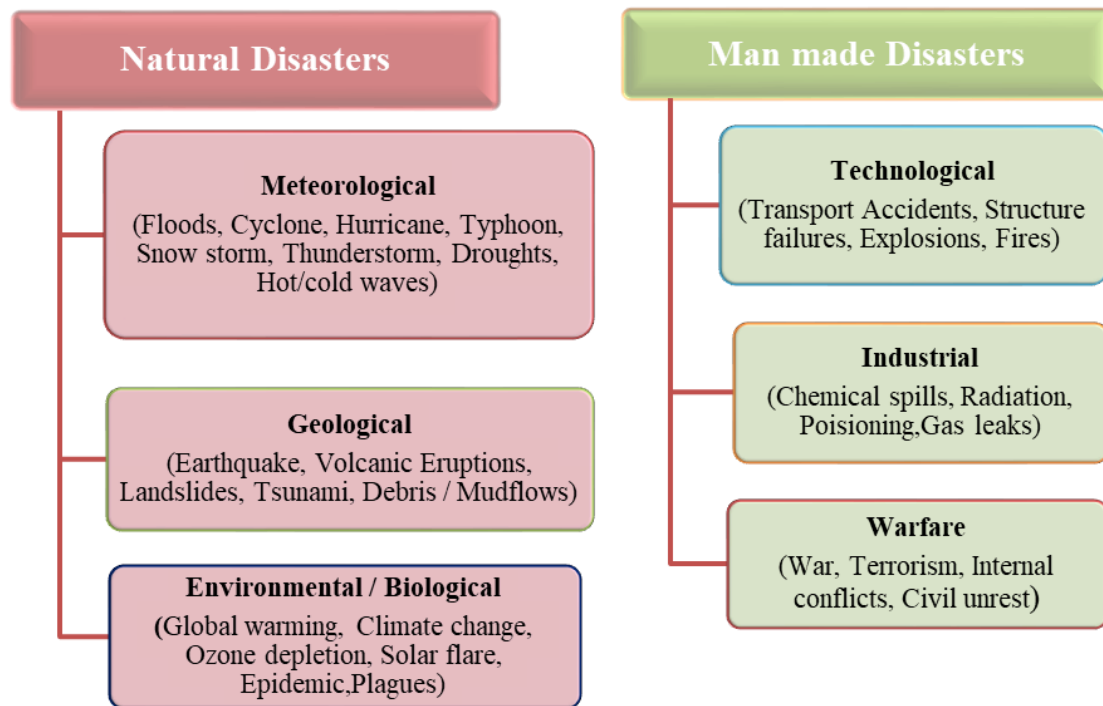 Natural Disasters
Meteorological
(Floods, Cyclone, Hurricane, Typhoon,
Snow storm, Thunderstorm, Droughts,
Hot/cold waves)
Geological
(Earthquake, Volcanic Eruptions,
Landslides, Tsunami, Debris / Mudflows)
Environmental / Biological
(Global warming, Climate change,
Ozone depletion, Solar flare,
Epidemic,Plagues)
Man made Disasters
Technological
(Transport Accidents, Structure
failures, Explosions, Fires)
Industrial
(Chemical spills, Radiation,
Poisioning,Gas leaks)
Warfare
(War, Terrorism, Internal
conflicts, Civil unrest)